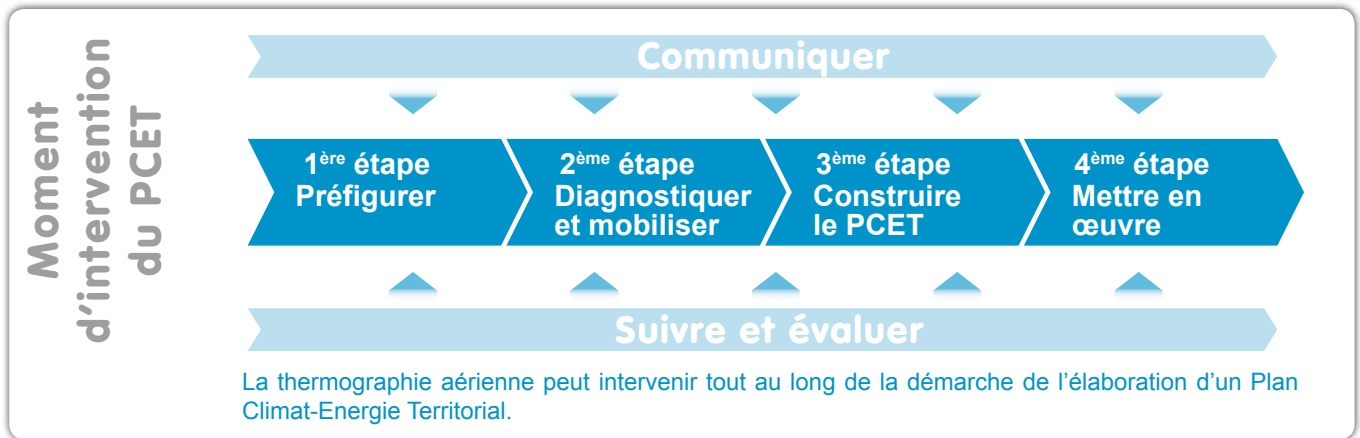 Moment
d'intervention
du PCET
Communiquer
1ère étape
Préfigurer
2ème étape
Diagnostiquer
et mobiliser
3ème étape
Construire
le PCET
4ème étape
Mettre en
œuvre
Suivre et évaluer
La thermographie aérienne peut intervenir tout au long de la démarche de l'élaboration d'un Plan
Climat-Energie Territorial.